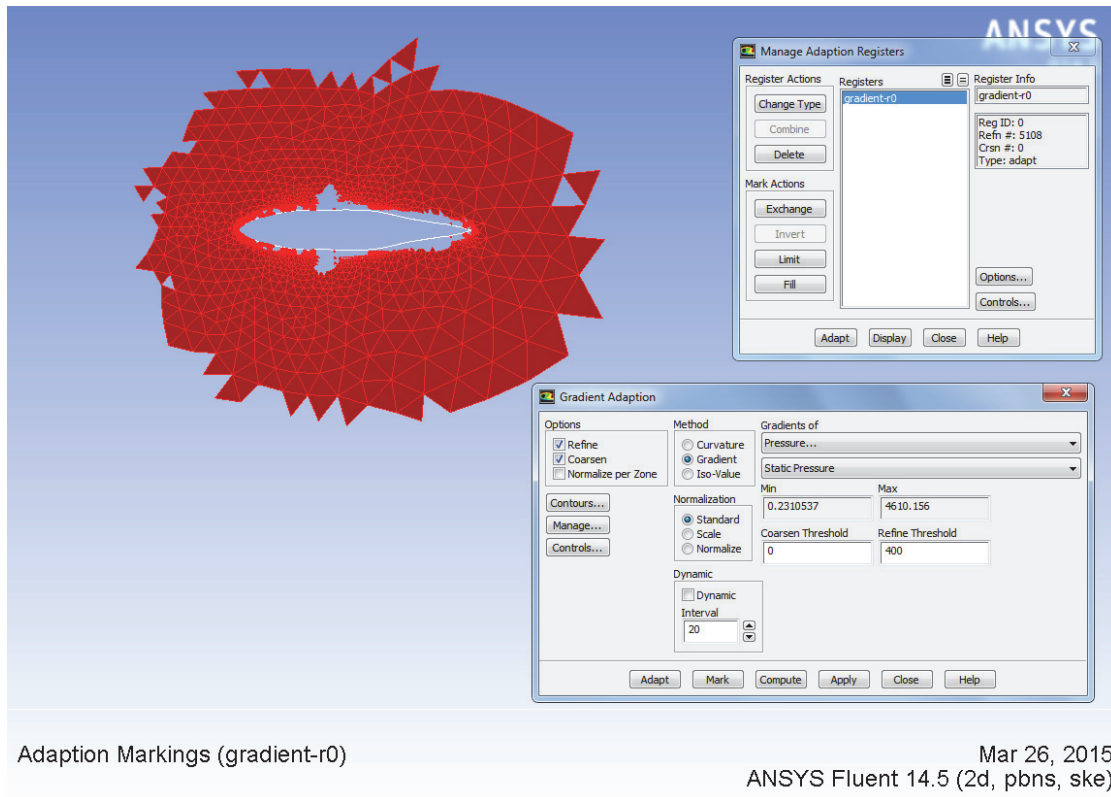 ANSYS
Manage Adaption Registers
Register Actions
Change Type
Combine
Delete
Mark Actions
Exchange
Invert
Limit
Fill
Registers
gradient-r0
Register Info
gradient-r0
Reg ID: 0
Refn #: 5108
Crsn #: 0
Type: adapt
Options...
Controls...
Adapt Display Close Help
Gradient Adaption
Options
Refine
Coarsen
Normalize per Zone
Contours...
Manage...
Controls...
Method
Curvature
Gradient
Iso-Value
Normalization
Standard
Scale
Normalize
Dynamic
Dynamic
Interval
20
Gradients of
Pressure...
Static Pressure
Min Max
0.2310537 4610.156
Coarsen Threshold Refine Threshold
0 400
Adapt Mark Compute Apply Close Help
Adaption Markings (gradient-r0)
Mar 26, 2015
ANSYS Fluent 14.5 (2d, pbns, ske)